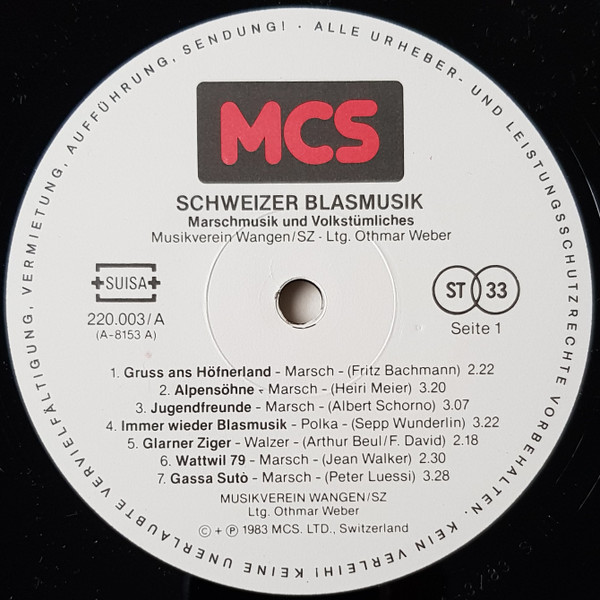 ALLE URHEBER- UND LEISTUNGSSCHUTZRECHTE VORBEHALTEN. KEIN VERLEIH! KEINE UNERLAUBTE VERVIELFÄLTIGUNG, VERMIETUNG, AUFFÜHRUNG, SENDUNG! ·
MCS
SCHWEIZER BLASMUSIK
Marschmusik und Volkstümliches
Musikverein Wangen/SZ - Ltg. Othmar Weber
SUISA
220.003/A
(A-8153 A)
ST 33
Seite 1
1. Gruss ans Höfnerland - Marsch - (Fritz Bachmann) 2.22
2. Alpensöhne - Marsch - (Heiri Meier) 3.20
3. Jugendfreunde - Marsch - (Albert Schorno) 3.07
4. Immer wieder Blasmusik - Polka - (Sepp Wunderlin) 3.22
5. Glarner Ziger - Walzer - (Arthur Beul/F. David) 2.18
6. Wattwil 79 - Marsch - (Jean Walker) 2.30
7. Gassa Sutò - Marsch - (Peter Luessi) 3.28
MUSIKVEREIN WANGEN/SZ
Ltg. Othmar Weber
© + ℗ 1983 MCS. LTD., Switzerland